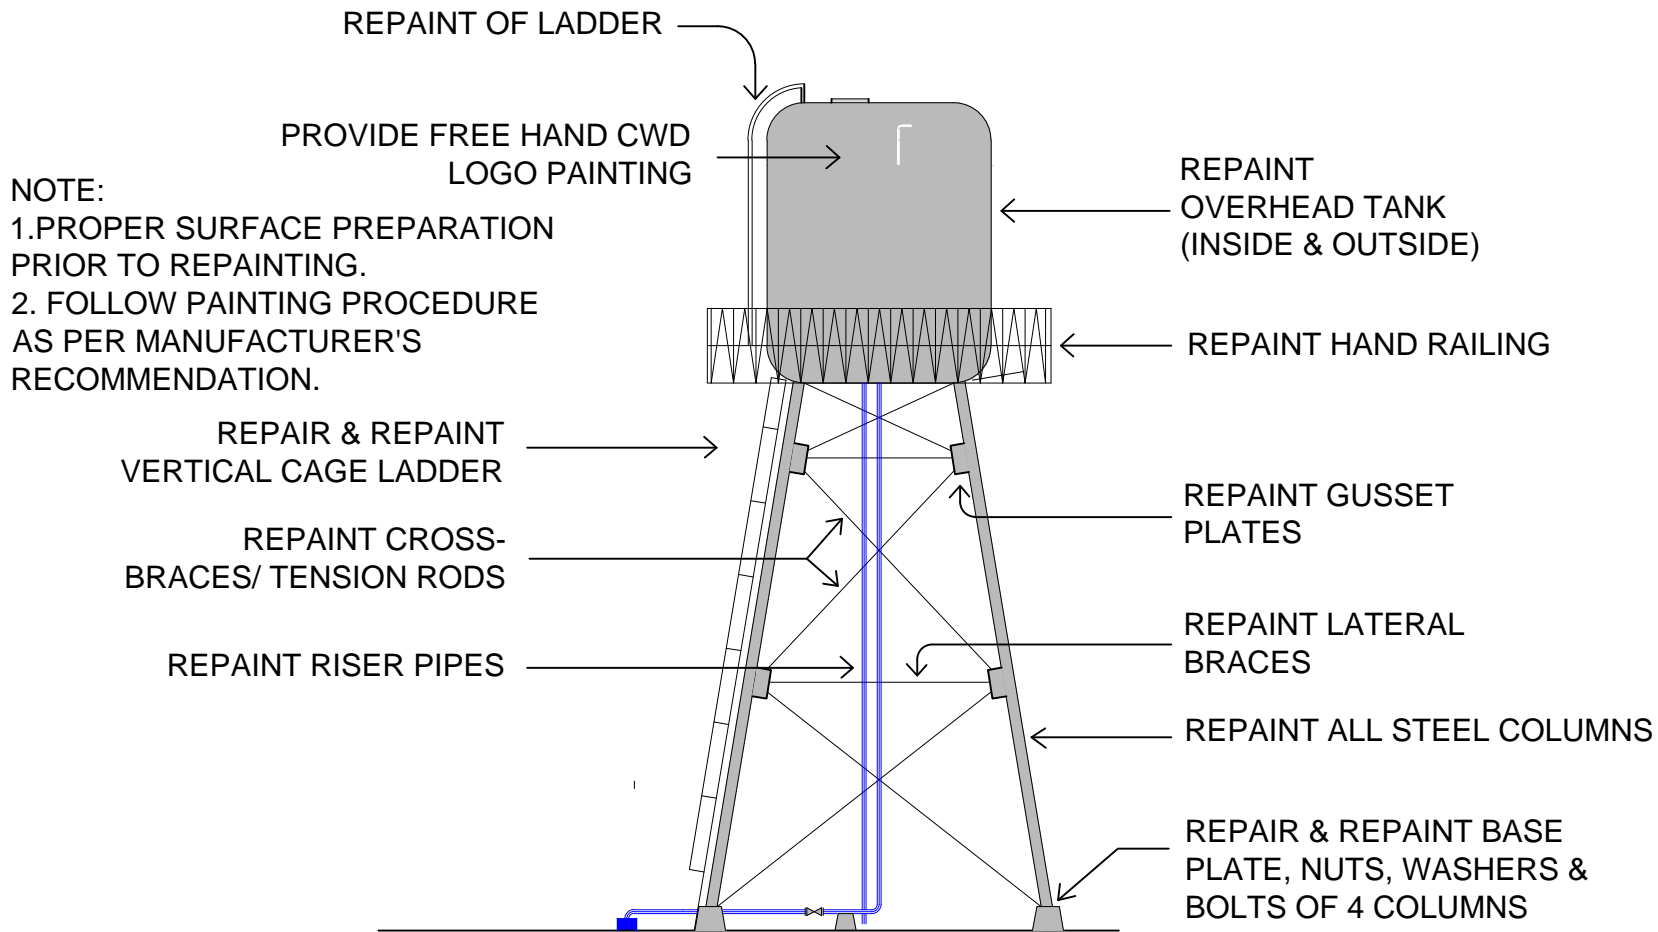 REPAINT OF LADDER
PROVIDE FREE HAND CWD
LOGO PAINTING
NOTE:
1.PROPER SURFACE PREPARATION
PRIOR TO REPAINTING.
2. FOLLOW PAINTING PROCEDURE
AS PER MANUFACTURER'S
RECOMMENDATION.
REPAIR & REPAINT
VERTICAL CAGE LADDER
REPAINT CROSS-
BRACES/ TENSION RODS
REPAINT RISER PIPES
REPAINT
OVERHEAD TANK
(INSIDE & OUTSIDE)
REPAINT HAND RAILING
REPAINT GUSSET
PLATES
REPAINT LATERAL
BRACES
REPAINT ALL STEEL COLUMNS
REPAIR & REPAINT BASE
PLATE, NUTS, WASHERS &
BOLTS OF 4 COLUMNS